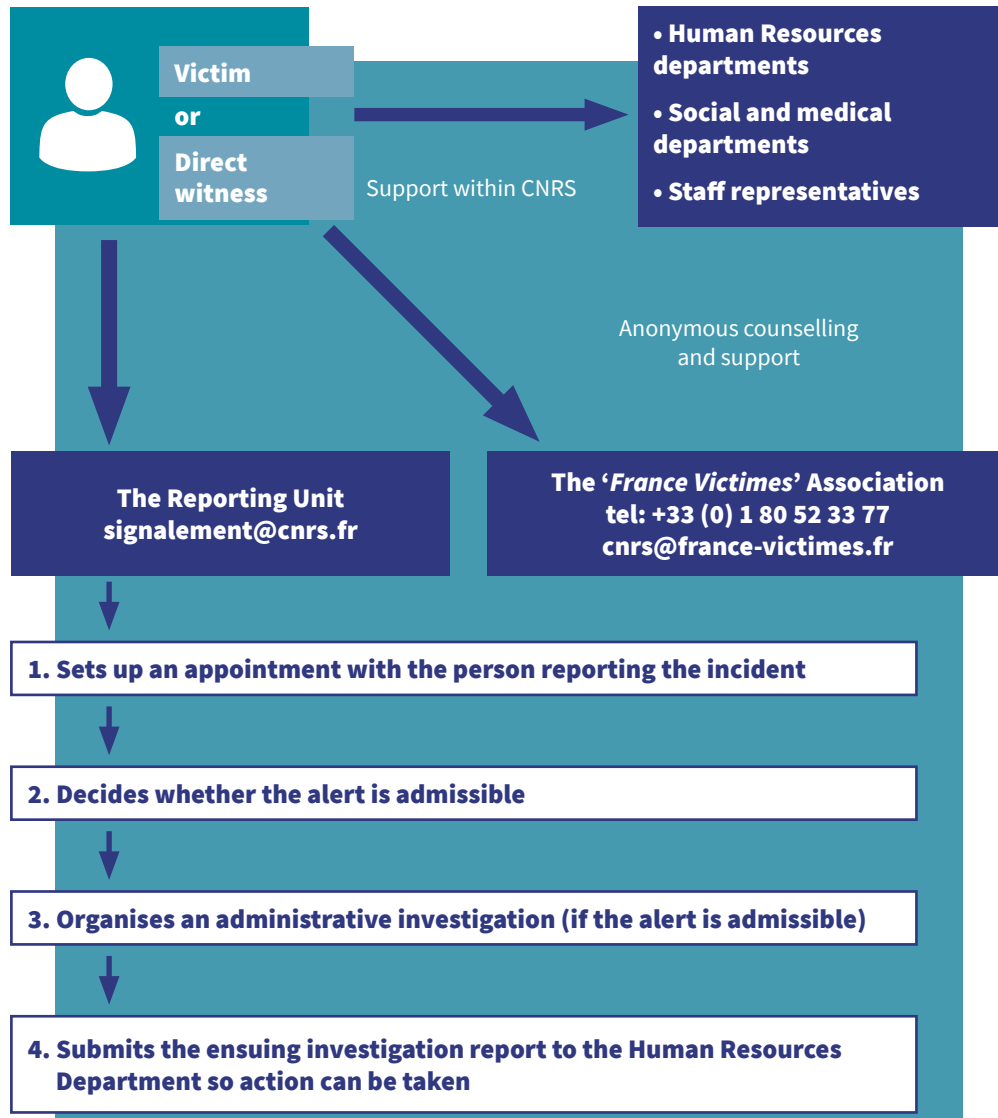 Victim
or
Direct
witness
Support within CNRS
• Human Resources
departments
• Social and medical
departments
• Staff representatives
Anonymous counselling
and support
The Reporting Unit
signalement@cnrs.fr
The ‘France Victimes’ Association
tel: +33 (0) 1 80 52 33 77
cnrs@france-victimes.fr
1. Sets up an appointment with the person reporting the incident
2. Decides whether the alert is admissible
3. Organises an administrative investigation (if the alert is admissible)
4. Submits the ensuing investigation report to the Human Resources
Department so action can be taken